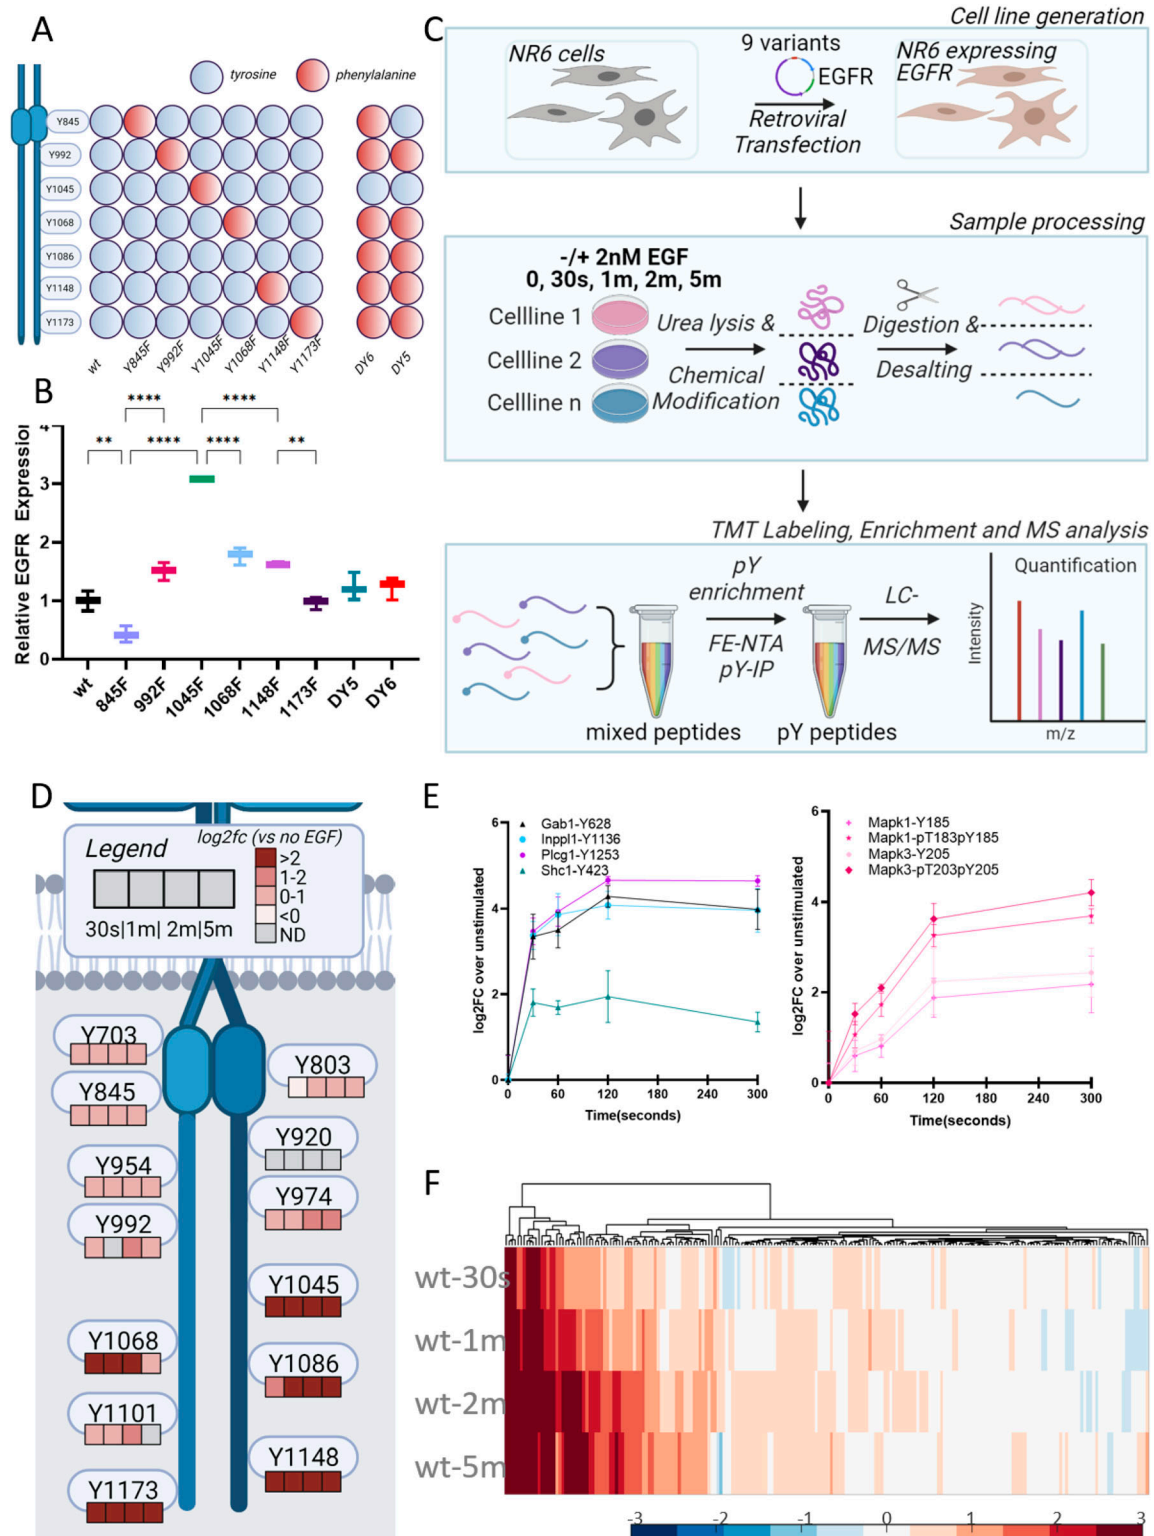 A
tyrosine
phenylalanine
Y845
Y992
Y1045
Y1068
Y1086
Y1148
Y1173
wt
Y845F
Y992F
Y1045F
Y1068F
Y1148F
Y1173F
DY6
DY5
B
****
****
**
****
****
**
Relative EGFR Expression
4
3
2
1
0
wt
845F
992F
1045F
1068F
1148F
1173F
DY5
DY6
C
Cell line generation
NR6 cells
9 variants
EGFR
Retroviral
Transfection
NR6 expressing
EGFR
Sample processing
-/+ 2nM EGF
0, 30s, 1m, 2m, 5m
Cellline 1
Cellline 2
Cellline n
Urea lysis &
Chemical
Modification
Digestion &
Desalting
TMT Labeling, Enrichment and MS analysis
mixed peptides
pY
enrichment
FE-NTA
pY-IP
pY peptides
LC-
MS/MS
Quantification
Intensity
m/z
D
Legend
log2fc (vs no EGF)
>2
1-2
0-1
<0
ND
30s|1m| 2m|5m
Y703
Y803
Y845
Y920
Y954
Y974
Y992
Y1045
Y1068
Y1086
Y1101
Y1148
Y1173
E
Gab1-Y628
Inppl1-Y1136
Plcg1-Y1253
Shc1-Y423
log2FC over unstimulated
6
4
2
0
0 60 120 180 240 300
Time(seconds)
Mapk1-Y185
Mapk1-pT183pY185
Mapk3-Y205
Mapk3-pT203pY205
log2FC over unstimulated
6
4
2
0
0 60 120 180 240 300
Time(seconds)
F
wt-30s
wt-1m
wt-2m
wt-5m
-3 -2 -1 0 1 2 3